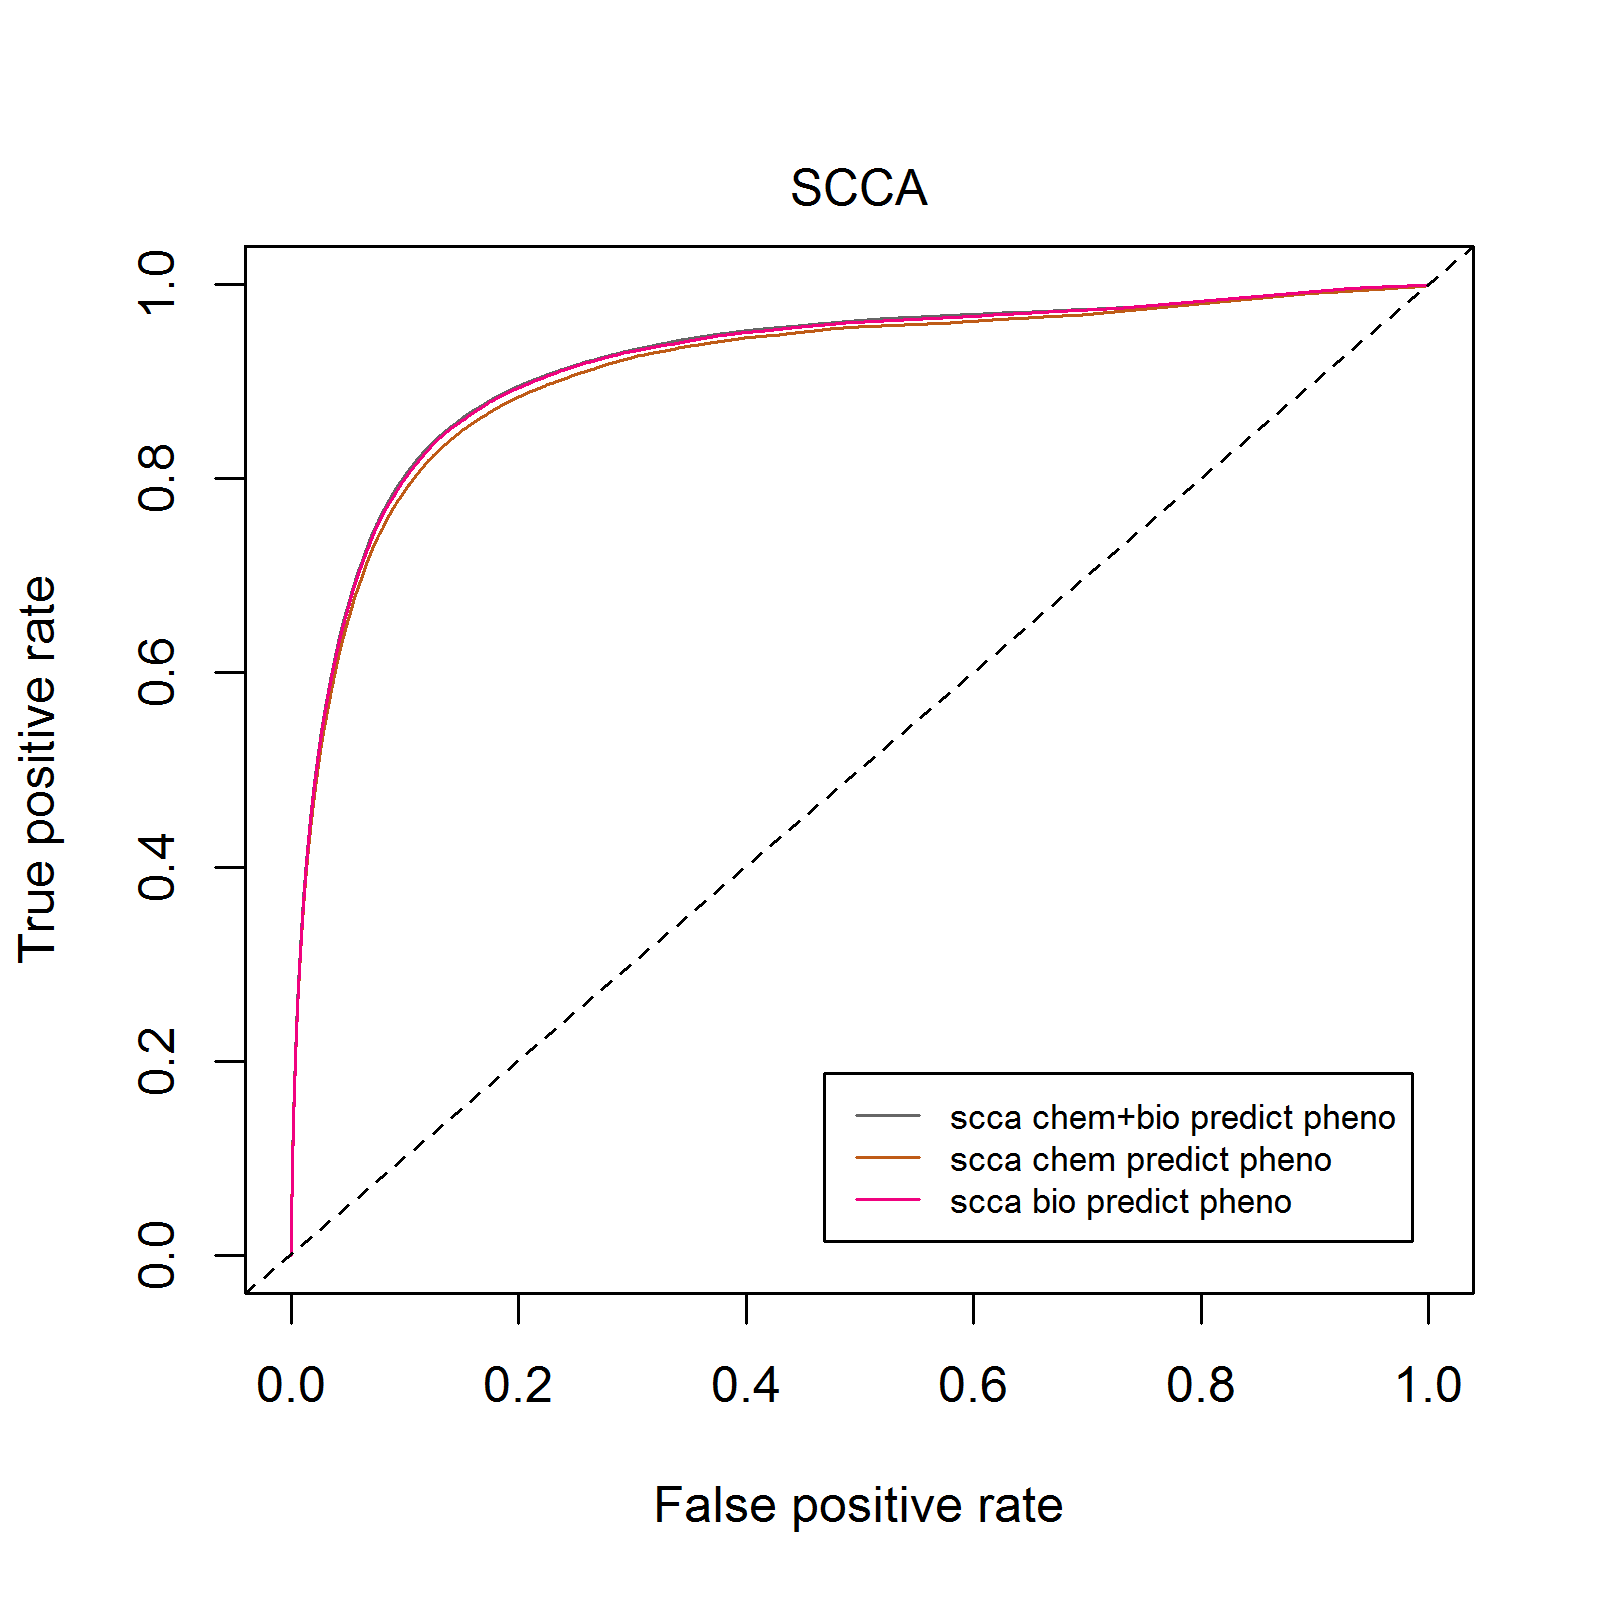 SCCA
True positive rate
1.0
0.8
0.6
0.4
0.2
0.0
scca chem+bio predict pheno
scca chem predict pheno
scca bio predict pheno
0.0 0.2 0.4 0.6 0.8 1.0
False positive rate